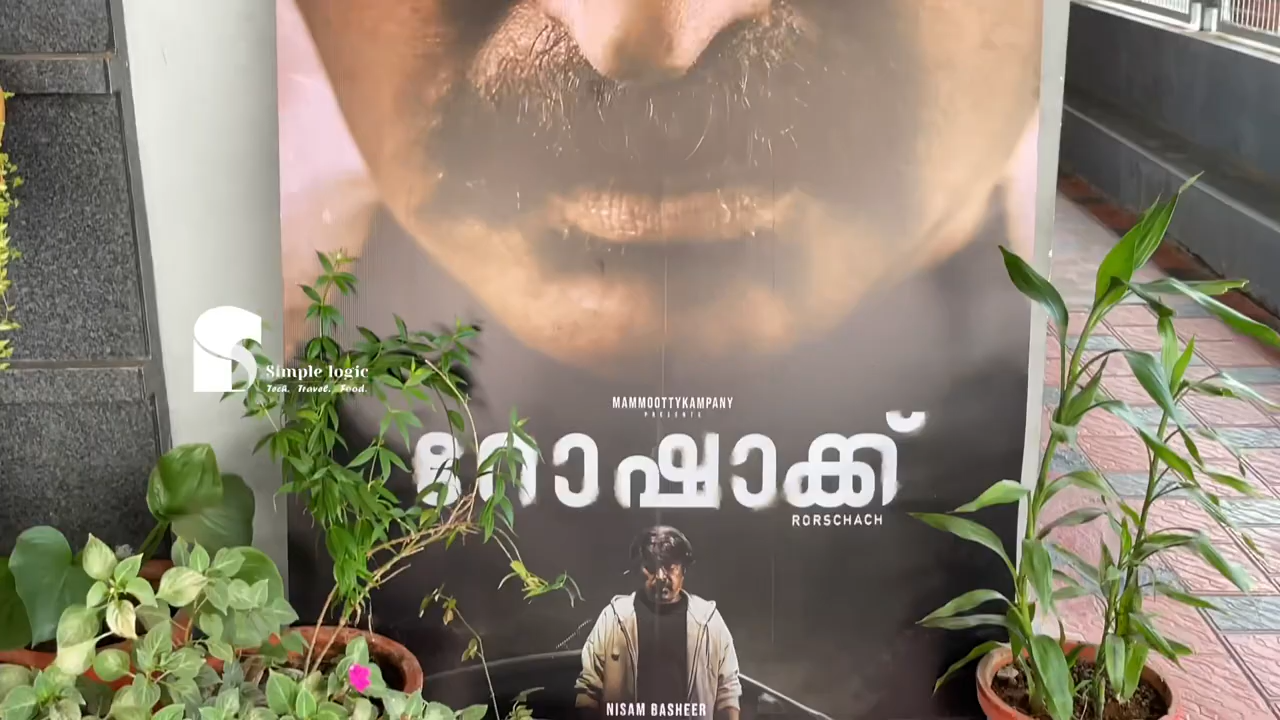 Simple logic
Tech. Travel. Food.
MAMMOOTTYKAMPANY
PRESENTS
റോഷാക്ക്
RORSCHACH
NISAM BASHEER